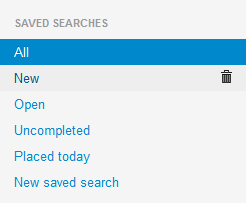 SAVED SEARCHES
All
New
Open
Uncompleted
Placed today
New saved search